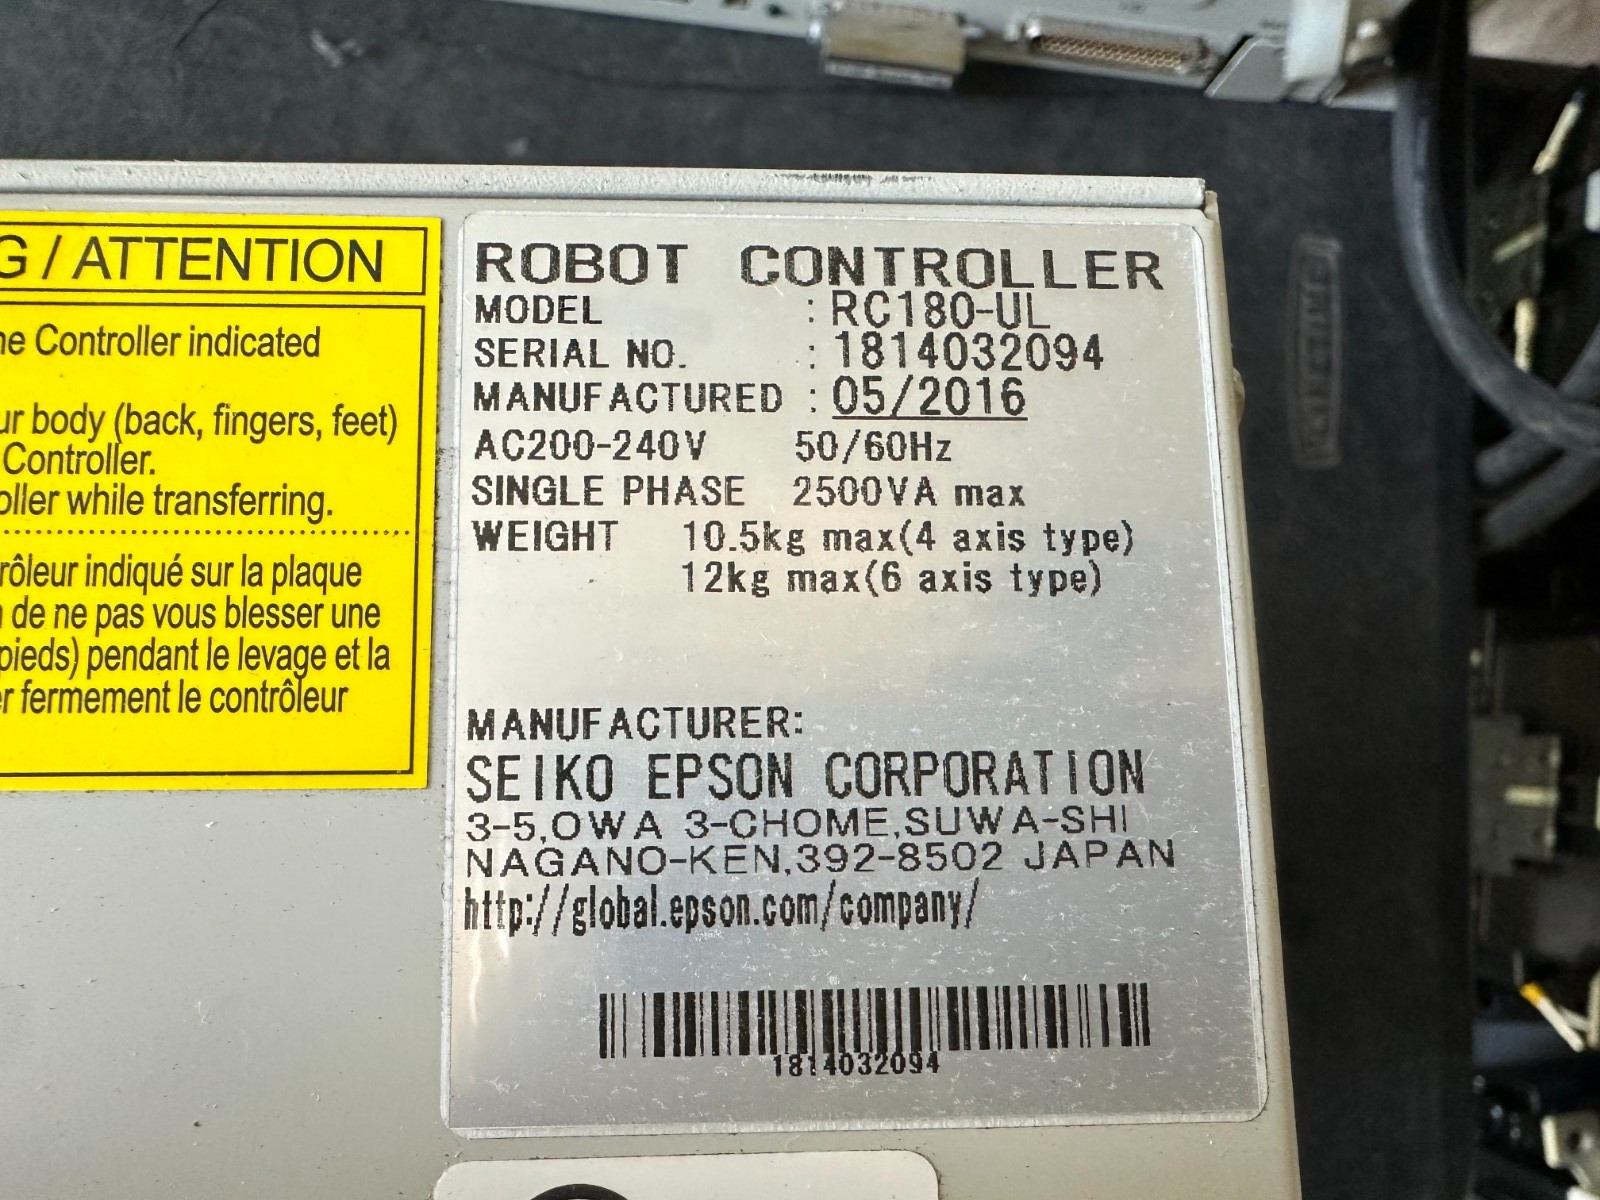 G / ATTENTION
he Controller indicated
ur body (back, fingers, feet)
Controller.
oller while transferring.
rôleur indiqué sur la plaque
de ne pas vous blesser une
pieds) pendant le levage et la
er fermement le contrôleur
ROBOT CONTROLLER
MODEL : RC180-UL
SERIAL NO. : 1814032094
MANUFACTURED : 05/2016
AC200-240V 50/60Hz
SINGLE PHASE 2500VA max
WEIGHT 10.5kg max(4 axis type)
12kg max(6 axis type)
MANUFACTURER:
SEIKO EPSON CORPORATION
3-5,OWA 3-CHOME,SUWA-SHI
NAGANO-KEN,392-8502 JAPAN
http://global.epson.com/company/
1814032094